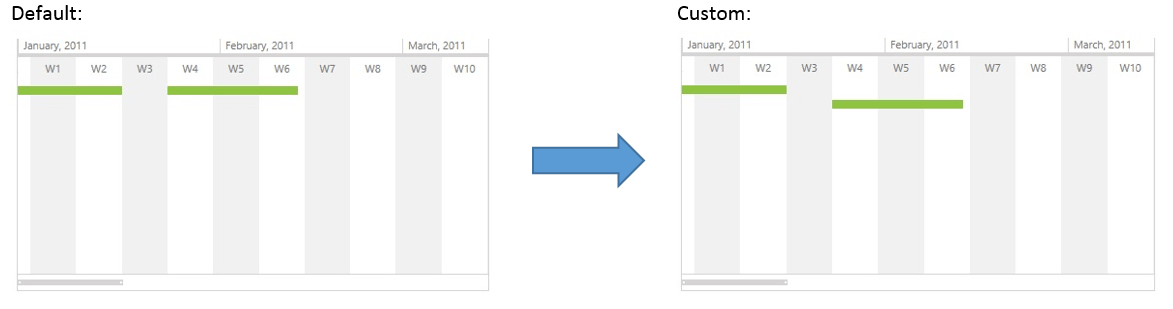 Default:
January, 2011 February, 2011 March, 2011
W1 W2 W3 W4 W5 W6 W7 W8 W9 W10
Custom:
January, 2011 February, 2011 March, 2011
W1 W2 W3 W4 W5 W6 W7 W8 W9 W10